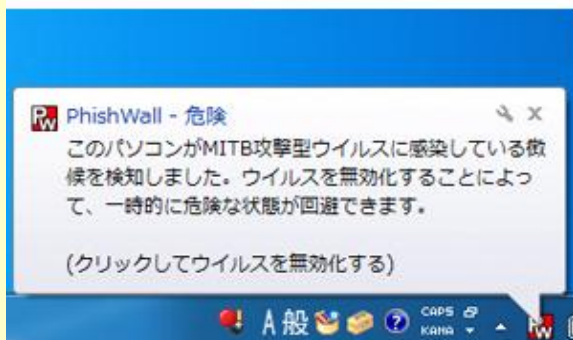 PhishWall - 危険
このパソコンがMITB攻撃型ウイルスに感染している徴
候を検知しました。ウイルスを無効化することによっ
て、一時的に危険な状態が回避できます。
(クリックしてウイルスを無効化する)
A 般 CAPS
KANA